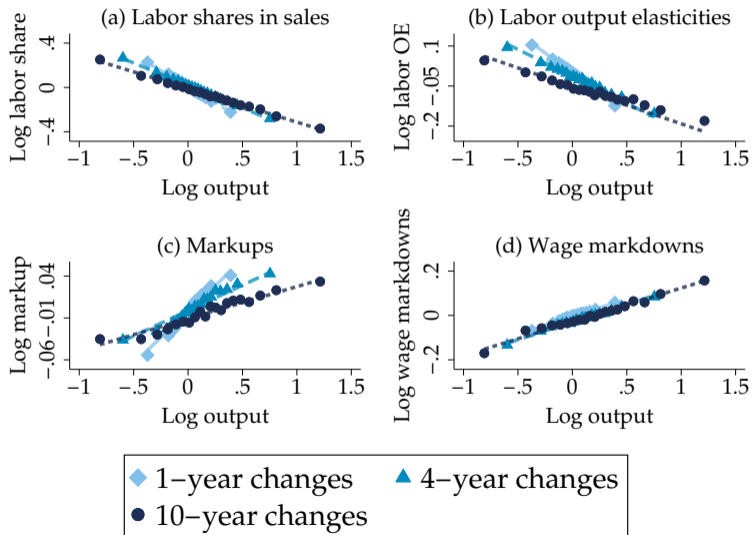 (a) Labor shares in sales
Log labor share
.4
0
-.4
-1 -.5 0 .5 1 1.5
Log output
(b) Labor output elasticities
Log labor OE
.1
-.05
-.2
-1 -.5 0 .5 1 1.5
Log output
(c) Markups
Log markup
.04
-.01
-.06
-1 -.5 0 .5 1 1.5
Log output
(d) Wage markdowns
Log wage markdowns
.2
0
-.2
-1 -.5 0 .5 1 1.5
Log output
1-year changes 4-year changes
10-year changes